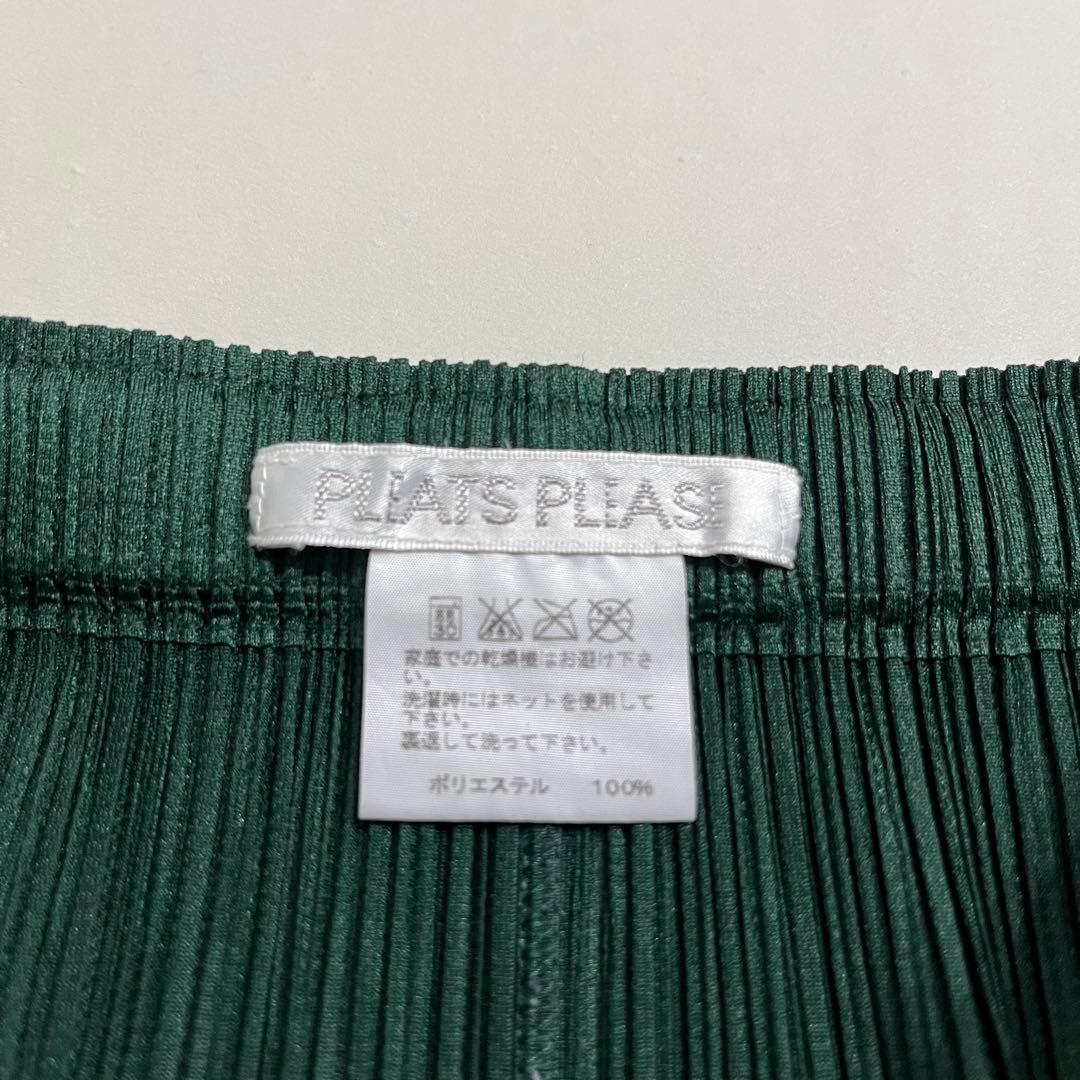 PLEATS PLEASE
家庭での乾燥機はお避け下さ
い。
洗濯時にはネットを使用して
下さい。
裏返して洗って下さい。
ポリエステル 100%